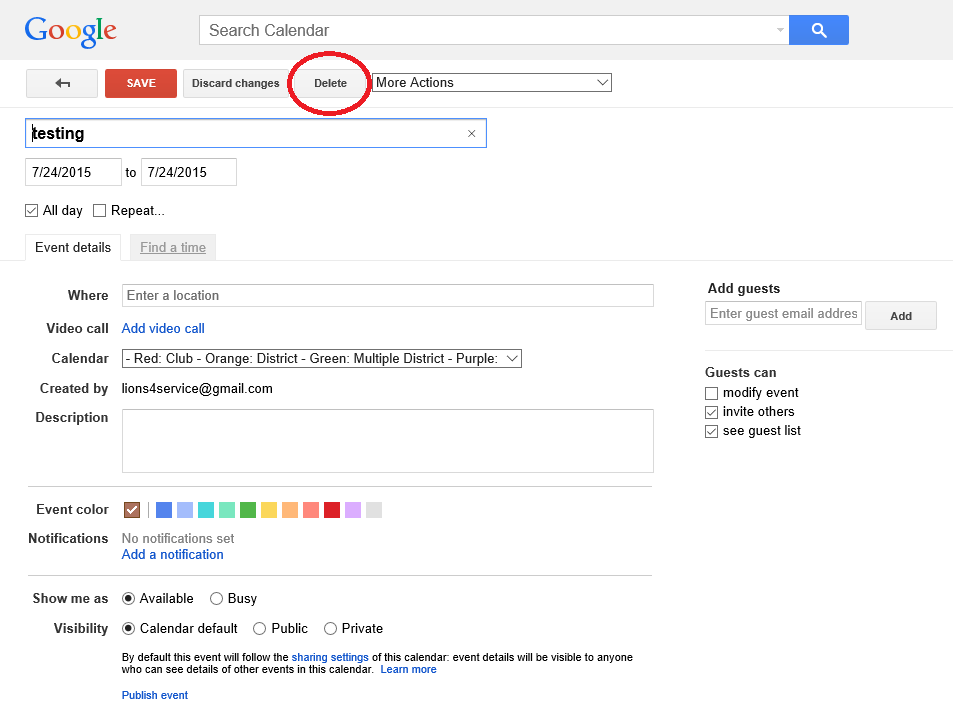 Google
Search Calendar
SAVE Discard changes Delete More Actions
testing ×
7/24/2015 to 7/24/2015
All day Repeat...
Event details Find a time
Where Enter a location
Video call Add video call
Calendar - Red: Club - Orange: District - Green: Multiple District - Purple:
Created by lions4service@gmail.com
Description
Event color
Notifications No notifications set
Add a notification
Show me as Available Busy
Visibility Calendar default Public Private
By default this event will follow the sharing settings of this calendar: event details will be visible to anyone
who can see details of other events in this calendar. Learn more
Publish event
Add guests
Enter guest email addres Add
Guests can
modify event
invite others
see guest list